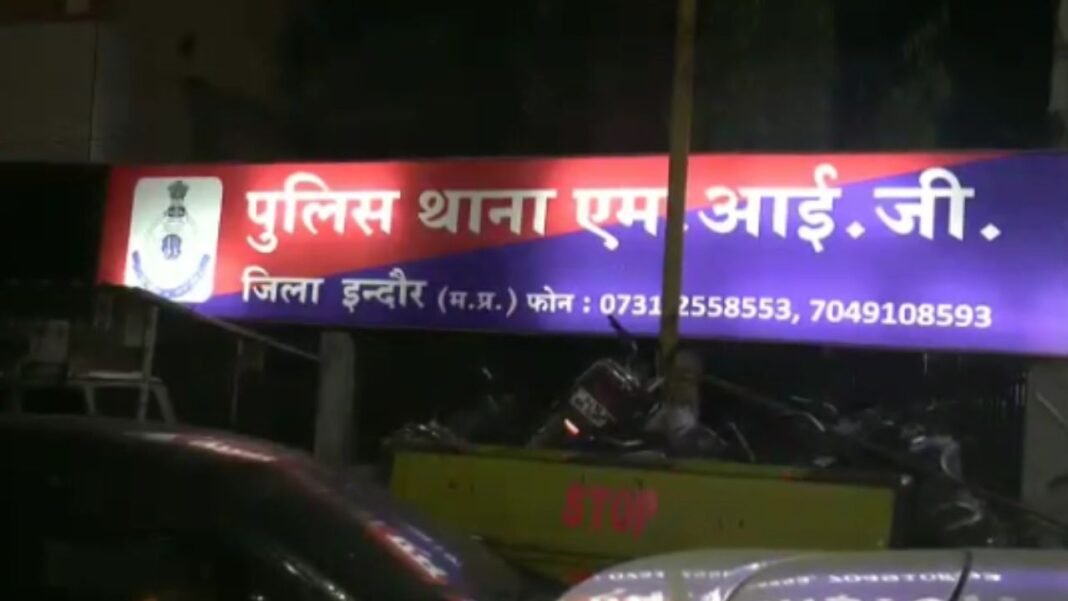 पुलिस थाना एम.आई.जी.
जिला इन्दौर (म.प्र.) फोन : 0731 2558553, 7049108593
STOP